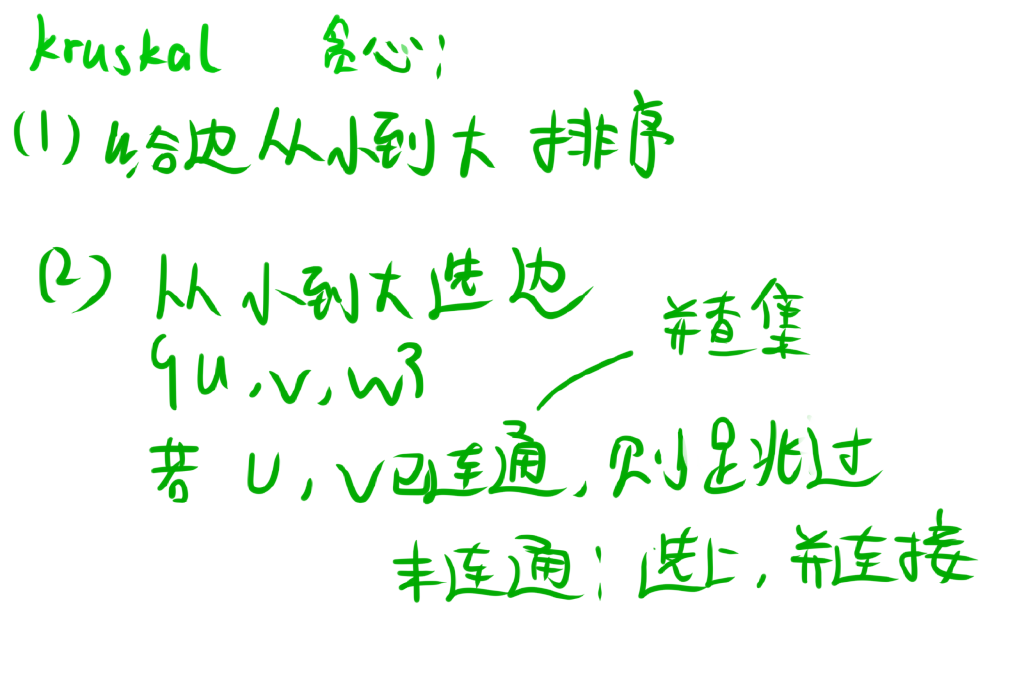 kruskal 贪心:
(1) 给边从小到大 排序
(2) 从小到大选边
并查集
{u,v,w}
若 u,v已连通,则跳过
未连通:选上,并连接